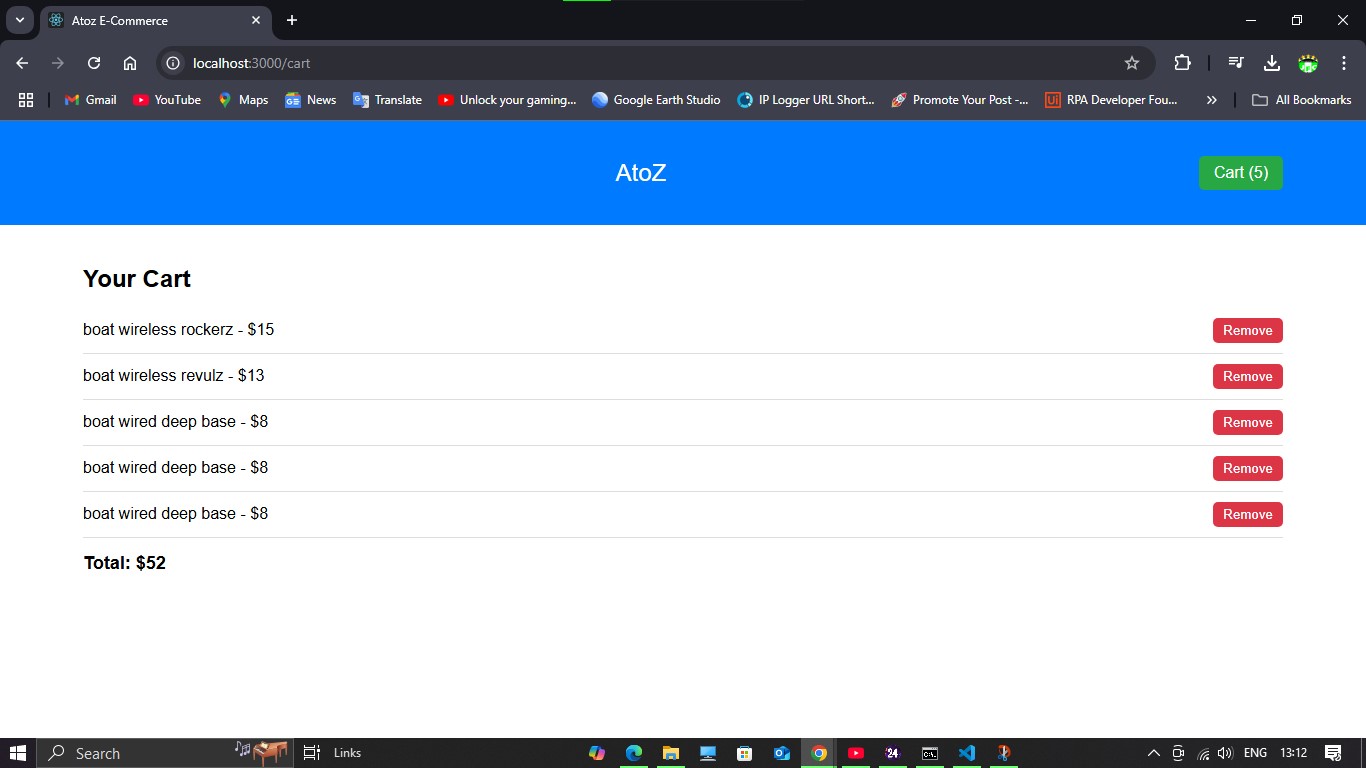 Atoz E-Commerce
localhost:3000/cart
Gmail YouTube Maps News Translate Unlock your gaming... Google Earth Studio IP Logger URL Short... Promote Your Post -... RPA Developer Fou... » All Bookmarks
AtoZ
Cart (5)
Your Cart
boat wireless rockerz - $15 Remove
boat wireless revulz - $13 Remove
boat wired deep base - $8 Remove
boat wired deep base - $8 Remove
boat wired deep base - $8 Remove
Total: $52
Search Links 24 ENG 13:12